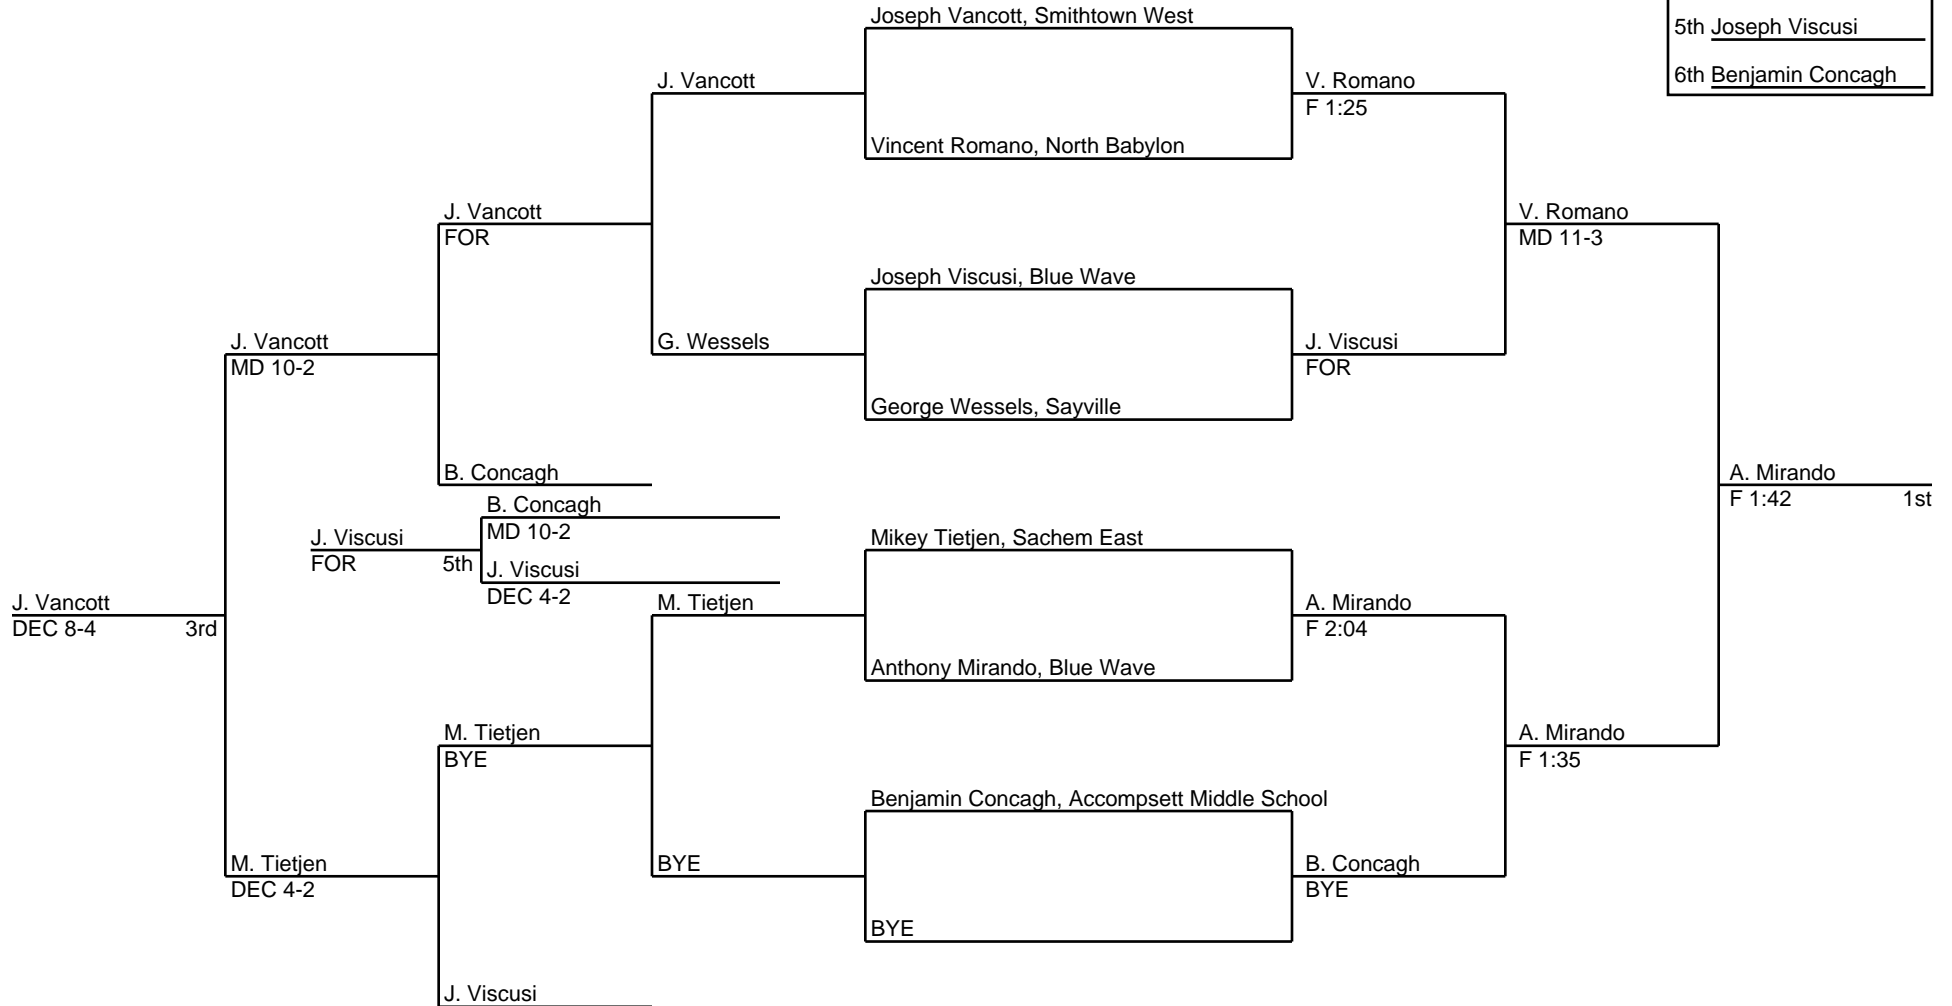 Joseph Vancott, Smithtown West
5th Joseph Viscusi
J. Vancott
V. Romano
6th Benjamin Concagh
F 1:25
Vincent Romano, North Babylon
J. Vancott
FOR
V. Romano
MD 11-3
Joseph Viscusi, Blue Wave
J. Vancott
MD 10-2
G. Wessels
J. Viscusi
FOR
George Wessels, Sayville
B. Concagh
A. Mirando
F 1:42 1st
B. Concagh
MD 10-2
J. Viscusi
FOR 5th
Mikey Tietjen, Sachem East
J. Viscusi
DEC 4-2
J. Vancott
DEC 8-4 3rd
M. Tietjen
A. Mirando
F 2:04
Anthony Mirando, Blue Wave
M. Tietjen
BYE
A. Mirando
F 1:35
Benjamin Concagh, Accompsett Middle School
M. Tietjen
DEC 4-2
BYE
B. Concagh
BYE
BYE
J. Viscusi